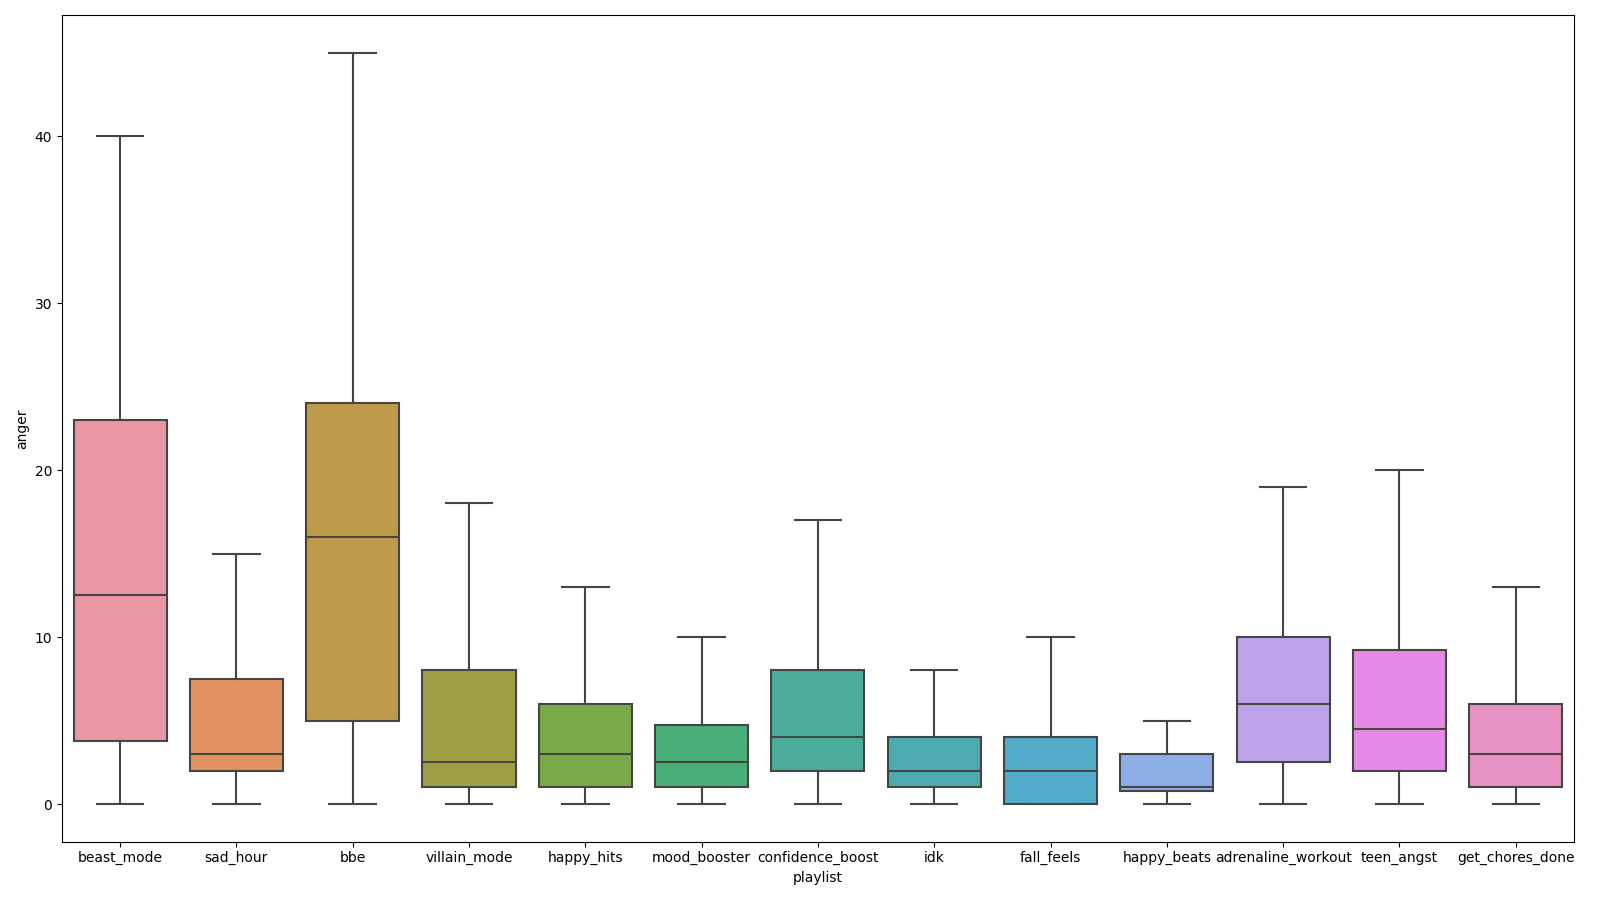 anger
40
30
20
10
0
beast_mode sad_hour bbe villain_mode happy_hits mood_booster confidence_boost idk fall_feels happy_beats adrenaline_workout teen_angst get_chores_done
playlist